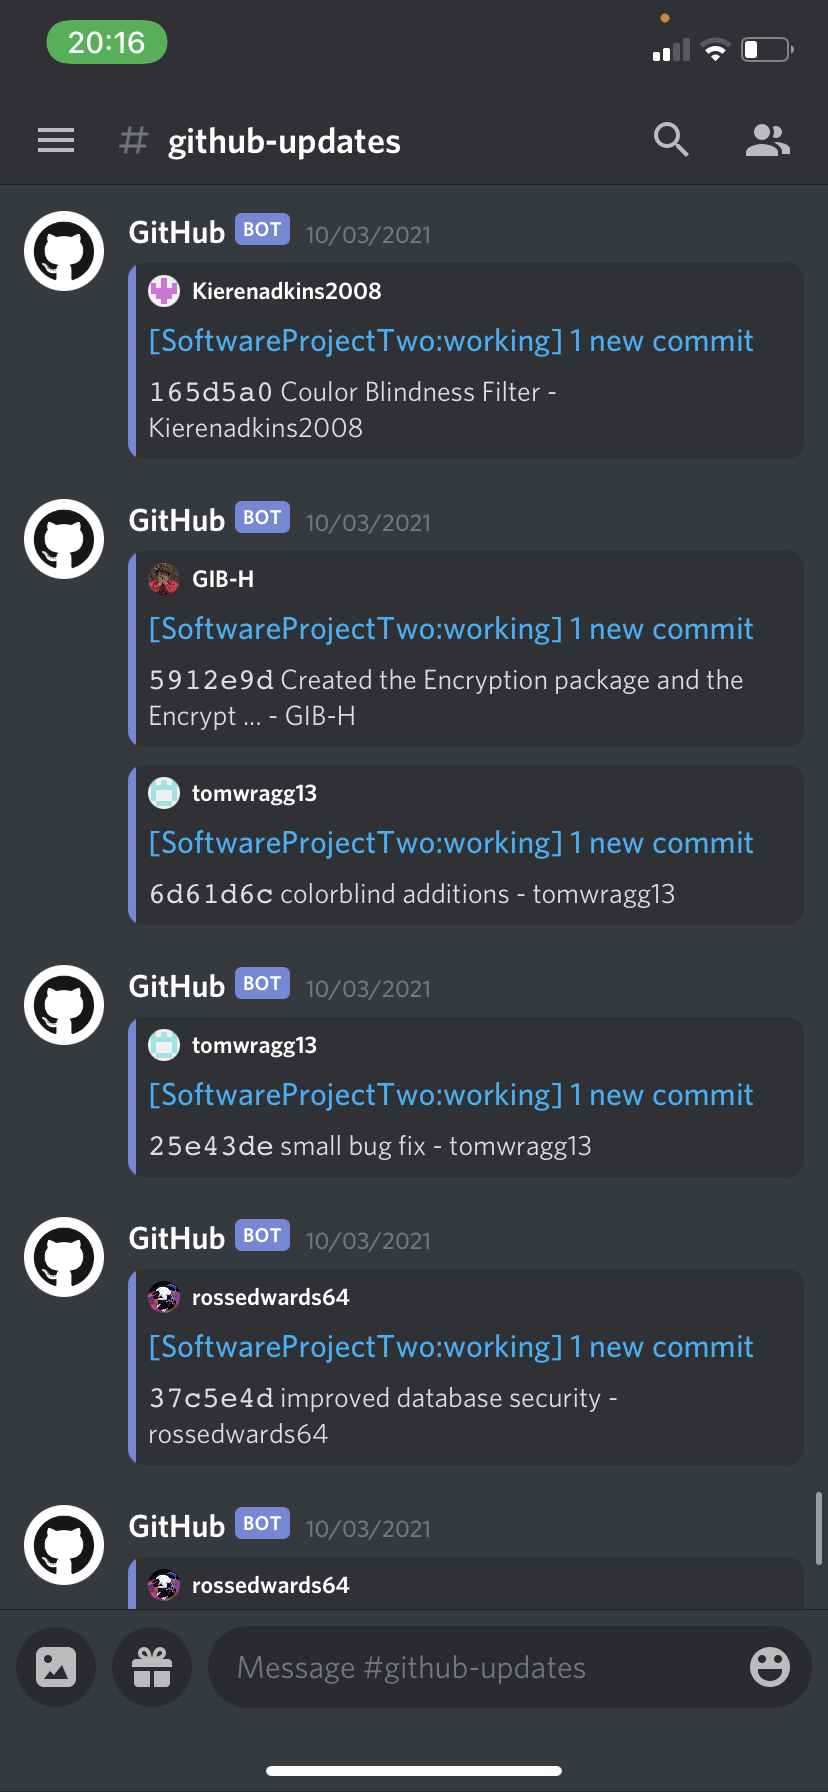 20:16
# github-updates
GitHub BOT 10/03/2021
Kierenadkins2008
[SoftwareProjectTwo:working] 1 new commit
165d5a0 Coulor Blindness Filter -
Kierenadkins2008
GitHub BOT 10/03/2021
GIB-H
[SoftwareProjectTwo:working] 1 new commit
5912e9d Created the Encryption package and the
Encrypt ... - GIB-H
tomwragg13
[SoftwareProjectTwo:working] 1 new commit
6d61d6c colorblind additions - tomwragg13
GitHub BOT 10/03/2021
tomwragg13
[SoftwareProjectTwo:working] 1 new commit
25e43de small bug fix - tomwragg13
GitHub BOT 10/03/2021
rossedwards64
[SoftwareProjectTwo:working] 1 new commit
37c5e4d improved database security -
rossedwards64
GitHub BOT 10/03/2021
rossedwards64
Message #github-updates